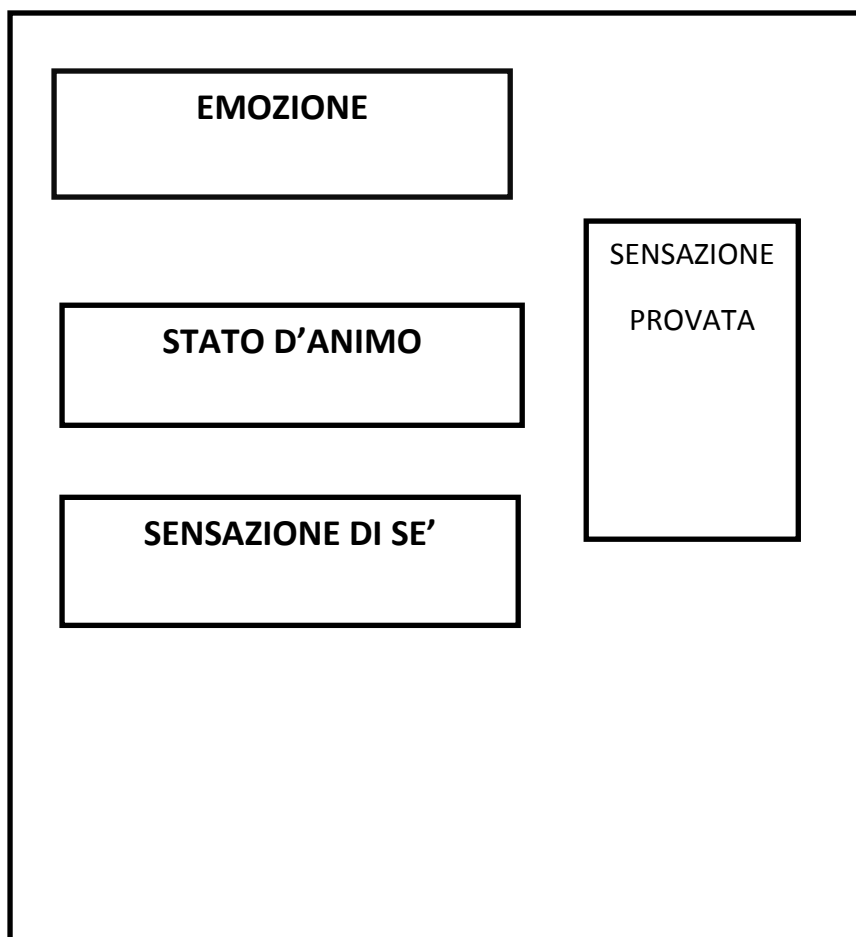 EMOZIONE
SENSAZIONE
PROVATA
STATO D’ANIMO
SENSAZIONE DI SE’